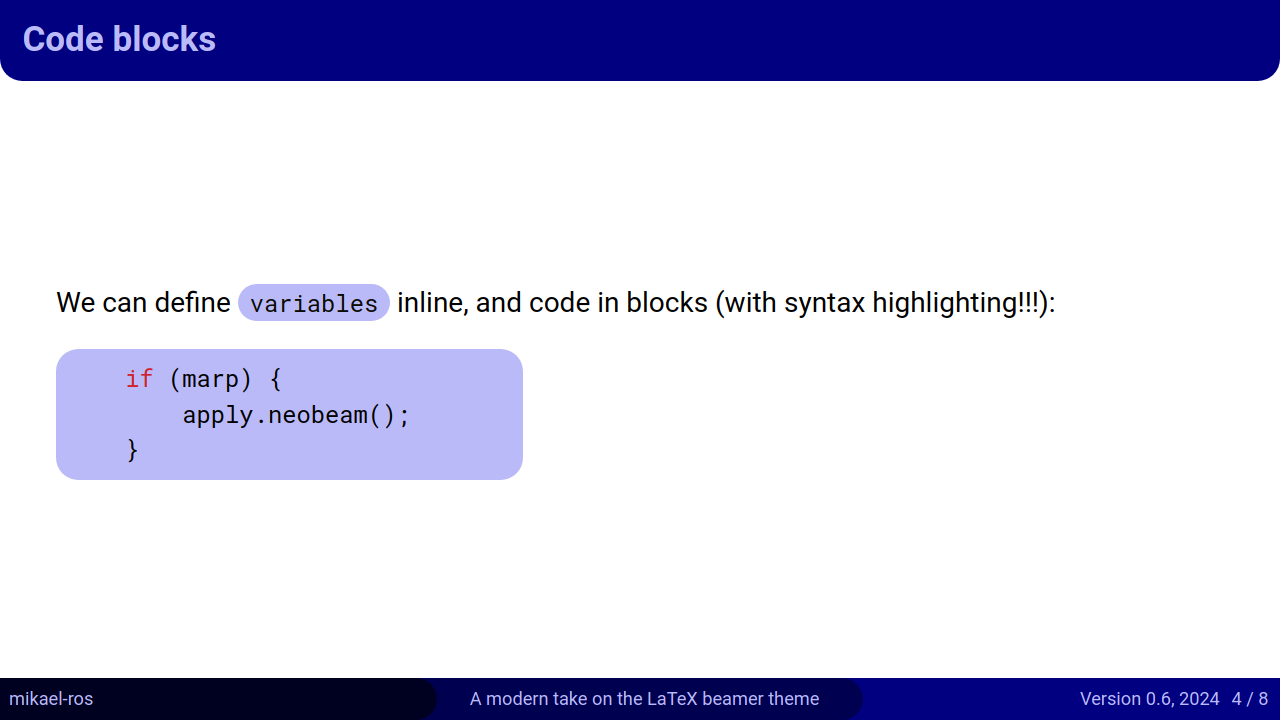 Code blocks
We can define variables inline, and code in blocks (with syntax highlighting!!!):
if (marp) {
    apply.neobeam();
}
mikael-ros
A modern take on the LaTeX beamer theme
Version 0.6, 2024 4 / 8